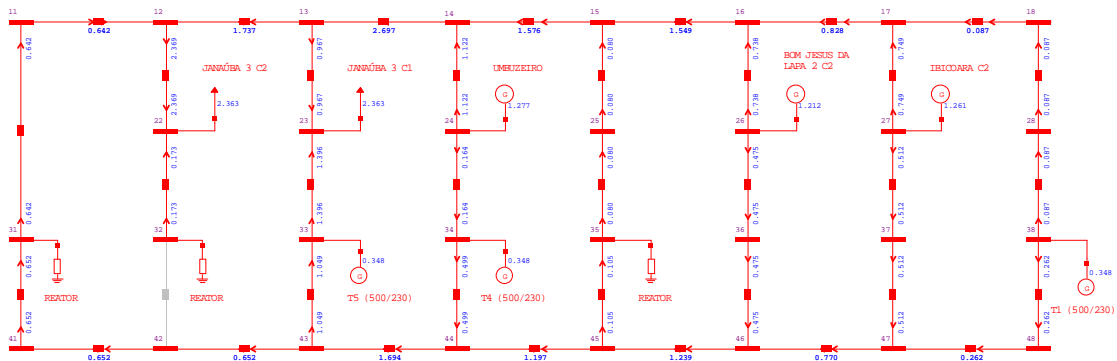 11 12 13 14 15 16 17 18
0.642 1.737 2.697 1.576 1.549 0.828 0.087
0.642 2.369 0.967 1.122 0.080 0.738 0.749 0.087
JANAÚBA 3 C2 JANAÚBA 3 C1 UMBUZEIRO BOM JESUS DA
LAPA 2 C2 IBICOARA C2
G G G
2.363 2.363 1.277 1.212 1.261
2.369 0.967 1.122 0.080 0.738 0.749 0.087
22 23 24 25 26 27 28
0.173 1.396 0.164 0.080 0.475 0.512 0.087
0.642 0.173 1.396 0.164 0.080 0.475 0.512 0.087
31 32 33 34 35 36 37 38
0.652 1.049 0.348 0.499 0.348 0.105 0.475 0.512 0.262 0.348
G G G
REATOR REATOR T5 (500/230) T4 (500/230) REATOR T1 (500/230)
0.652 1.049 0.499 0.105 0.475 0.512 0.262
41 42 43 44 45 46 47 48
0.652 0.652 1.694 1.197 1.239 0.770 0.262